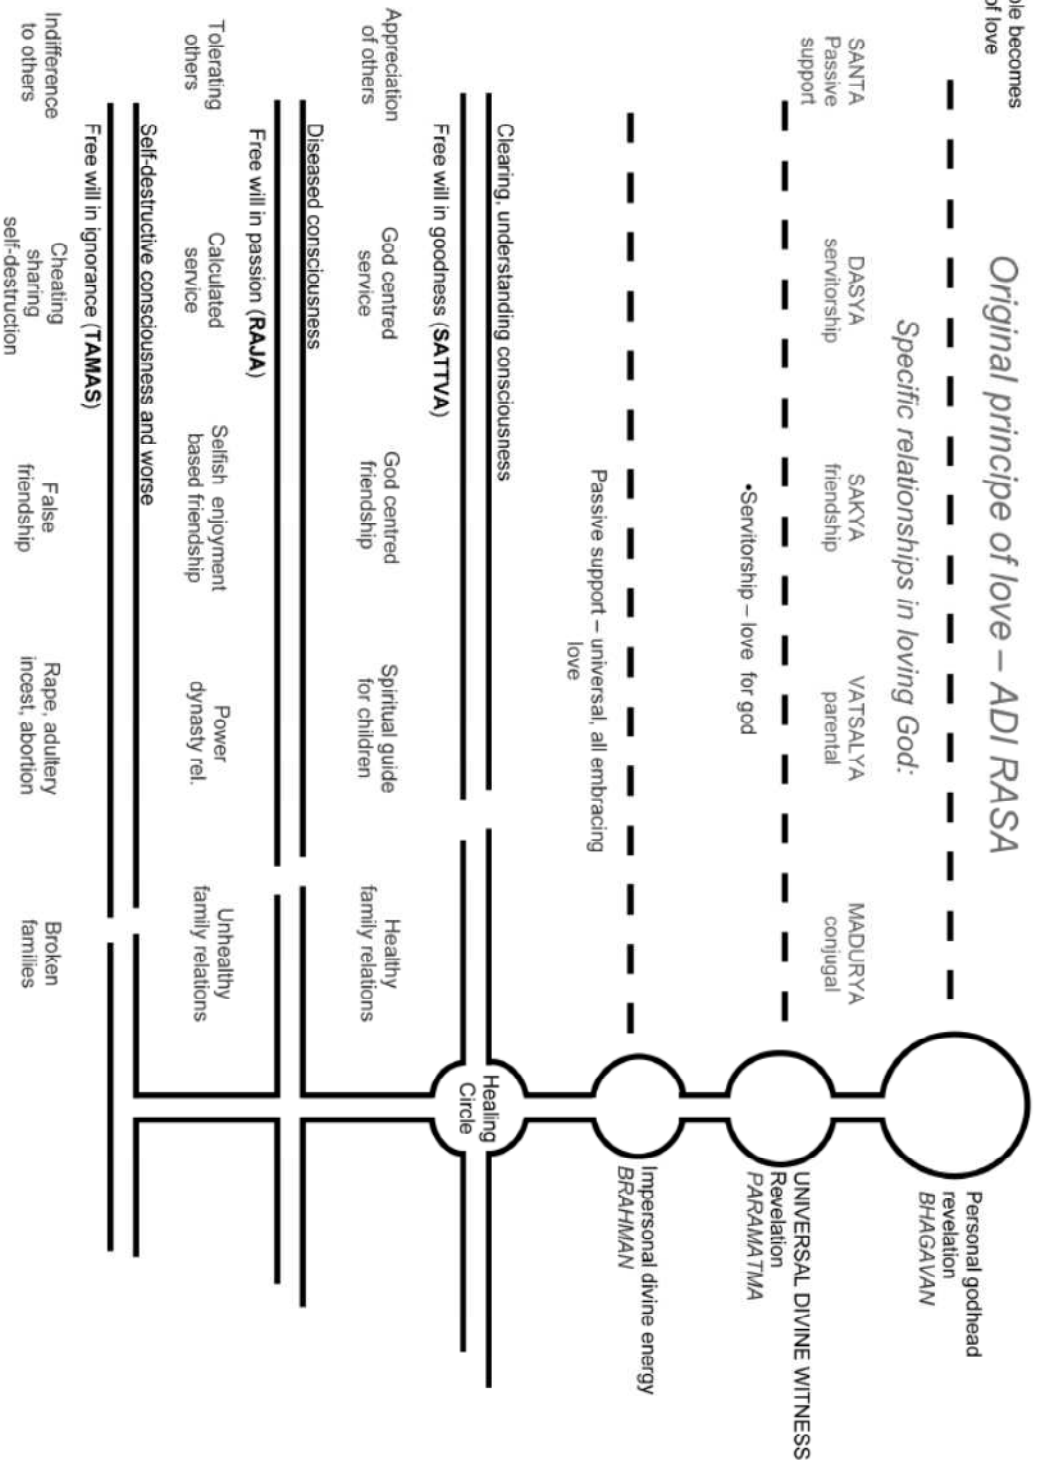 ble becomes
of love
Original principe of love – ADI RASA
Personal godhead
revelation
BHAGAVAN
Specific relationships in loving God:
SANTA
Passive
support
DASYA
servitorship
SAKYA
friendship
VATSALYA
parental
MADURYA
conjugal
UNIVERSAL DIVINE WITNESS
Revelation
PARAMATMA
•Servitorship – love for god
Impersonal divine energy
BRAHMAN
Passive support – universal, all embracing
love
Clearing, understanding consciousness
Healing
Circle
Free will in goodness (SATTVA)
Appreciation
of others
God centred
service
God centred
friendship
Spiritual guide
for children
Healthy
family relations
Diseased consciousness
Free will in passion (RAJA)
Tolerating
others
Calculated
service
Selfish enjoyment
based friendship
Power
dynasty rel.
Unhealthy
family relations
Self-destructive consciousness and worse
Free will in ignorance (TAMAS)
Indifference
to others
Cheating
sharing
self-destruction
False
friendship
Rape, adultery
incest, abortion
Broken
families